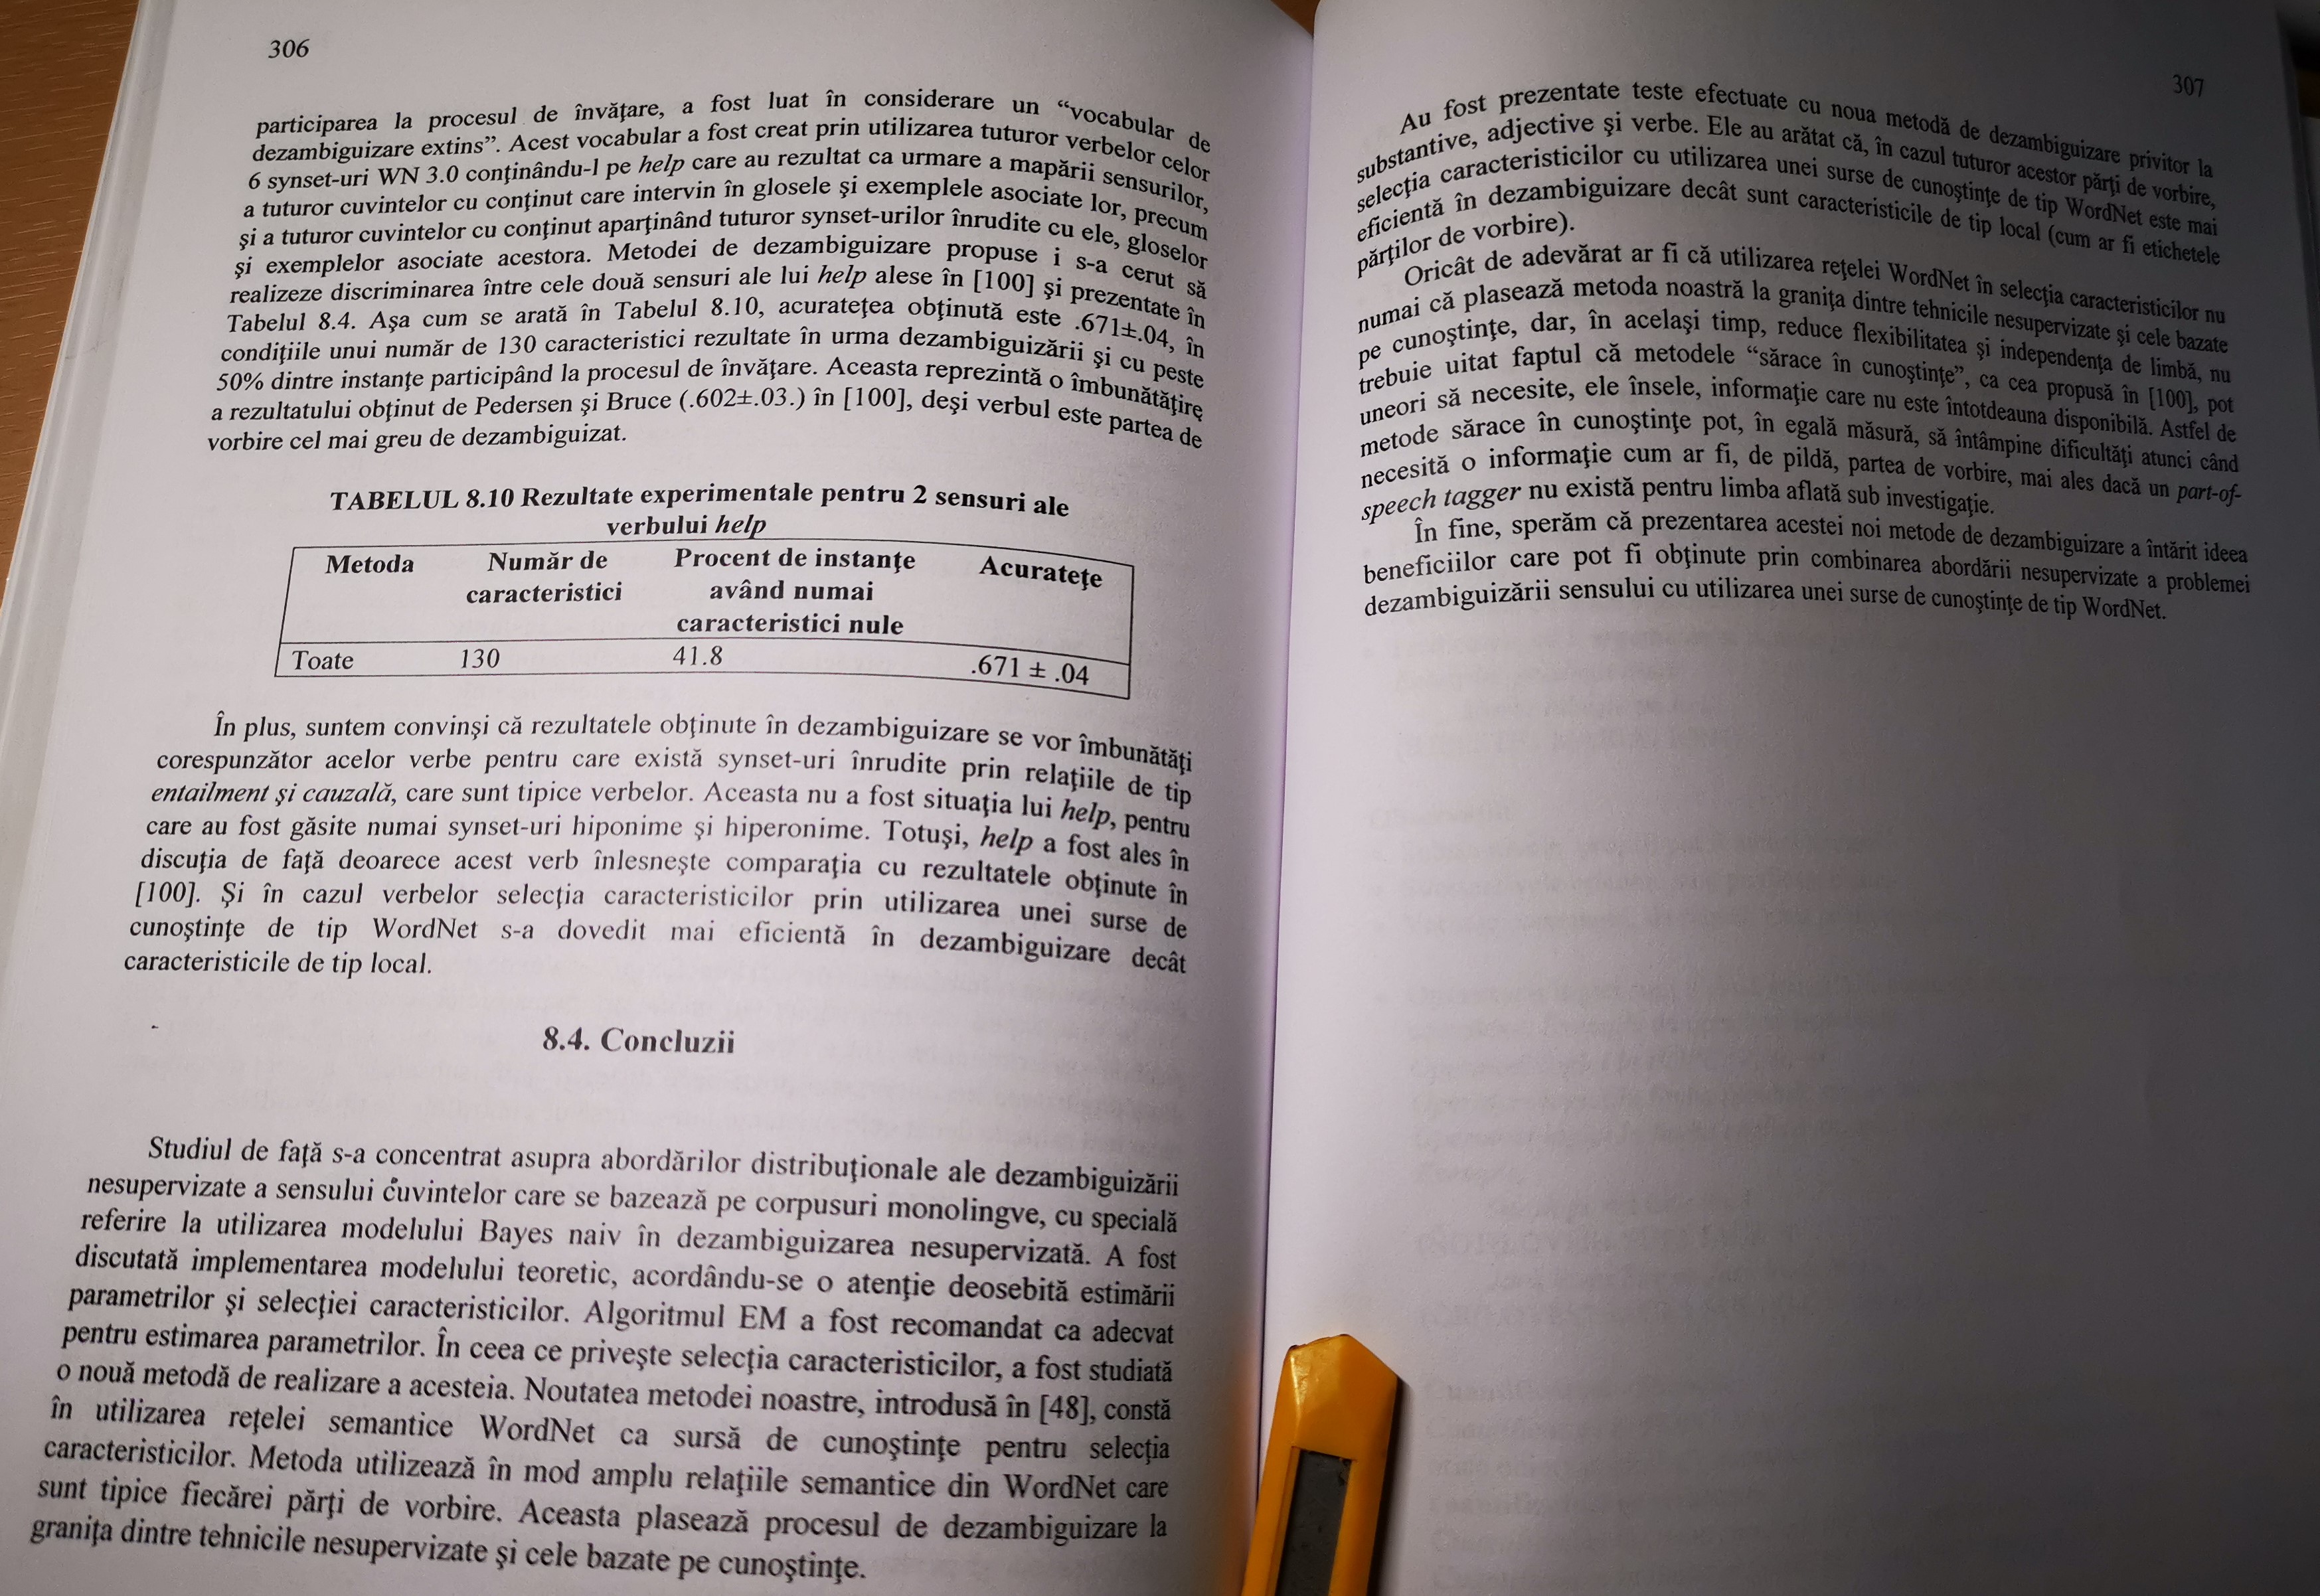 306
participarea la procesul de învăţare, a fost luat în considerare un “vocabular de
dezambiguizare extins”. Acest vocabular a fost creat prin utilizarea tuturor verbelor celor
6 synset-uri WN 3.0 conţinându-l pe help care au rezultat ca urmare a mapării sensurilor,
a tuturor cuvintelor cu conţinut care intervin în glosele şi exemplele asociate lor, precum
şi a tuturor cuvintelor cu conţinut aparţinând tuturor synset-urilor înrudite cu ele, gloselor
şi exemplelor asociate acestora. Metodei de dezambiguizare propuse i s-a cerut să
realizeze discriminarea între cele două sensuri ale lui help alese în [100] şi prezentate în
Tabelul 8.4. Aşa cum se arată în Tabelul 8.10, acurateţea obţinută este .671±.04, în
condiţiile unui număr de 130 caracteristici rezultate în urma dezambiguizării şi cu peste
50% dintre instanţe participând la procesul de învăţare. Aceasta reprezintă o îmbunătăţire
a rezultatului obţinut de Pedersen şi Bruce (.602±.03.) în [100], deşi verbul este partea de
vorbire cel mai greu de dezambiguizat.
TABELUL 8.10 Rezultate experimentale pentru 2 sensuri ale
verbului help
Metoda Număr de Procent de instanţe Acurateţe
caracteristici având numai
caracteristici nule
Toate 130 41.8 .671 ± .04
În plus, suntem convinşi că rezultatele obţinute în dezambiguizare se vor îmbunătăţi
corespunzător acelor verbe pentru care există synset-uri înrudite prin relaţiile de tip
entailment şi cauzală, care sunt tipice verbelor. Aceasta nu a fost situaţia lui help, pentru
care au fost găsite numai synset-uri hiponime şi hiperonime. Totuşi, help a fost ales în
discuţia de faţă deoarece acest verb înlesneşte comparaţia cu rezultatele obţinute în
[100]. Şi în cazul verbelor selecţia caracteristicilor prin utilizarea unei surse de
cunoştinţe de tip WordNet s-a dovedit mai eficientă în dezambiguizare decât
caracteristicile de tip local.
8.4. Concluzii
Studiul de faţă s-a concentrat asupra abordărilor distribuţionale ale dezambiguizării
nesupervizate a sensului cuvintelor care se bazează pe corpusuri monolingve, cu specială
referire la utilizarea modelului Bayes naiv în dezambiguizarea nesupervizată. A fost
discutată implementarea modelului teoretic, acordându-se o atenţie deosebită estimării
parametrilor şi selecţiei caracteristicilor. Algoritmul EM a fost recomandat ca adecvat
pentru estimarea parametrilor. În ceea ce priveşte selecţia caracteristicilor, a fost studiată
o nouă metodă de realizare a acesteia. Noutatea metodei noastre, introdusă în [48], constă
în utilizarea reţelei semantice WordNet ca sursă de cunoştinţe pentru selecţia
caracteristicilor. Metoda utilizează în mod amplu relaţiile semantice din WordNet care
sunt tipice fiecărei părţi de vorbire. Aceasta plasează procesul de dezambiguizare la
graniţa dintre tehnicile nesupervizate şi cele bazate pe cunoştinţe.
307
Au fost prezentate teste efectuate cu noua metodă de dezambiguizare privitor la
substantive, adjective şi verbe. Ele au arătat că, în cazul tuturor acestor părţi de vorbire,
selecţia caracteristicilor cu utilizarea unei surse de cunoştinţe de tip WordNet este mai
eficientă în dezambiguizare decât sunt caracteristicile de tip local (cum ar fi etichetele
părţilor de vorbire).
Oricât de adevărat ar fi că utilizarea reţelei WordNet în selecţia caracteristicilor nu
numai că plasează metoda noastră la graniţa dintre tehnicile nesupervizate şi cele bazate
pe cunoştinţe, dar, în acelaşi timp, reduce flexibilitatea şi independenţa de limbă, nu
trebuie uitat faptul că metodele “sărace în cunoştinţe”, ca cea propusă în [100], pot
uneori să necesite, ele însele, informaţie care nu este întotdeauna disponibilă. Astfel de
metode sărace în cunoştinţe pot, în egală măsură, să întâmpine dificultăţi atunci când
necesită o informaţie cum ar fi, de pildă, partea de vorbire, mai ales dacă un part-of-
speech tagger nu există pentru limba aflată sub investigaţie.
În fine, sperăm că prezentarea acestei noi metode de dezambiguizare a întărit ideea
beneficiilor care pot fi obţinute prin combinarea abordării nesupervizate a problemei
dezambiguizării sensului cu utilizarea unei surse de cunoştinţe de tip WordNet.